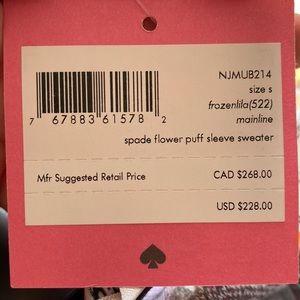 NJMUB214
size s
frozenlila(522)
mainline
7 67883 61578 2
spade flower puff sleeve sweater
Mfr Suggested Retail Price CAD $268.00
USD $228.00